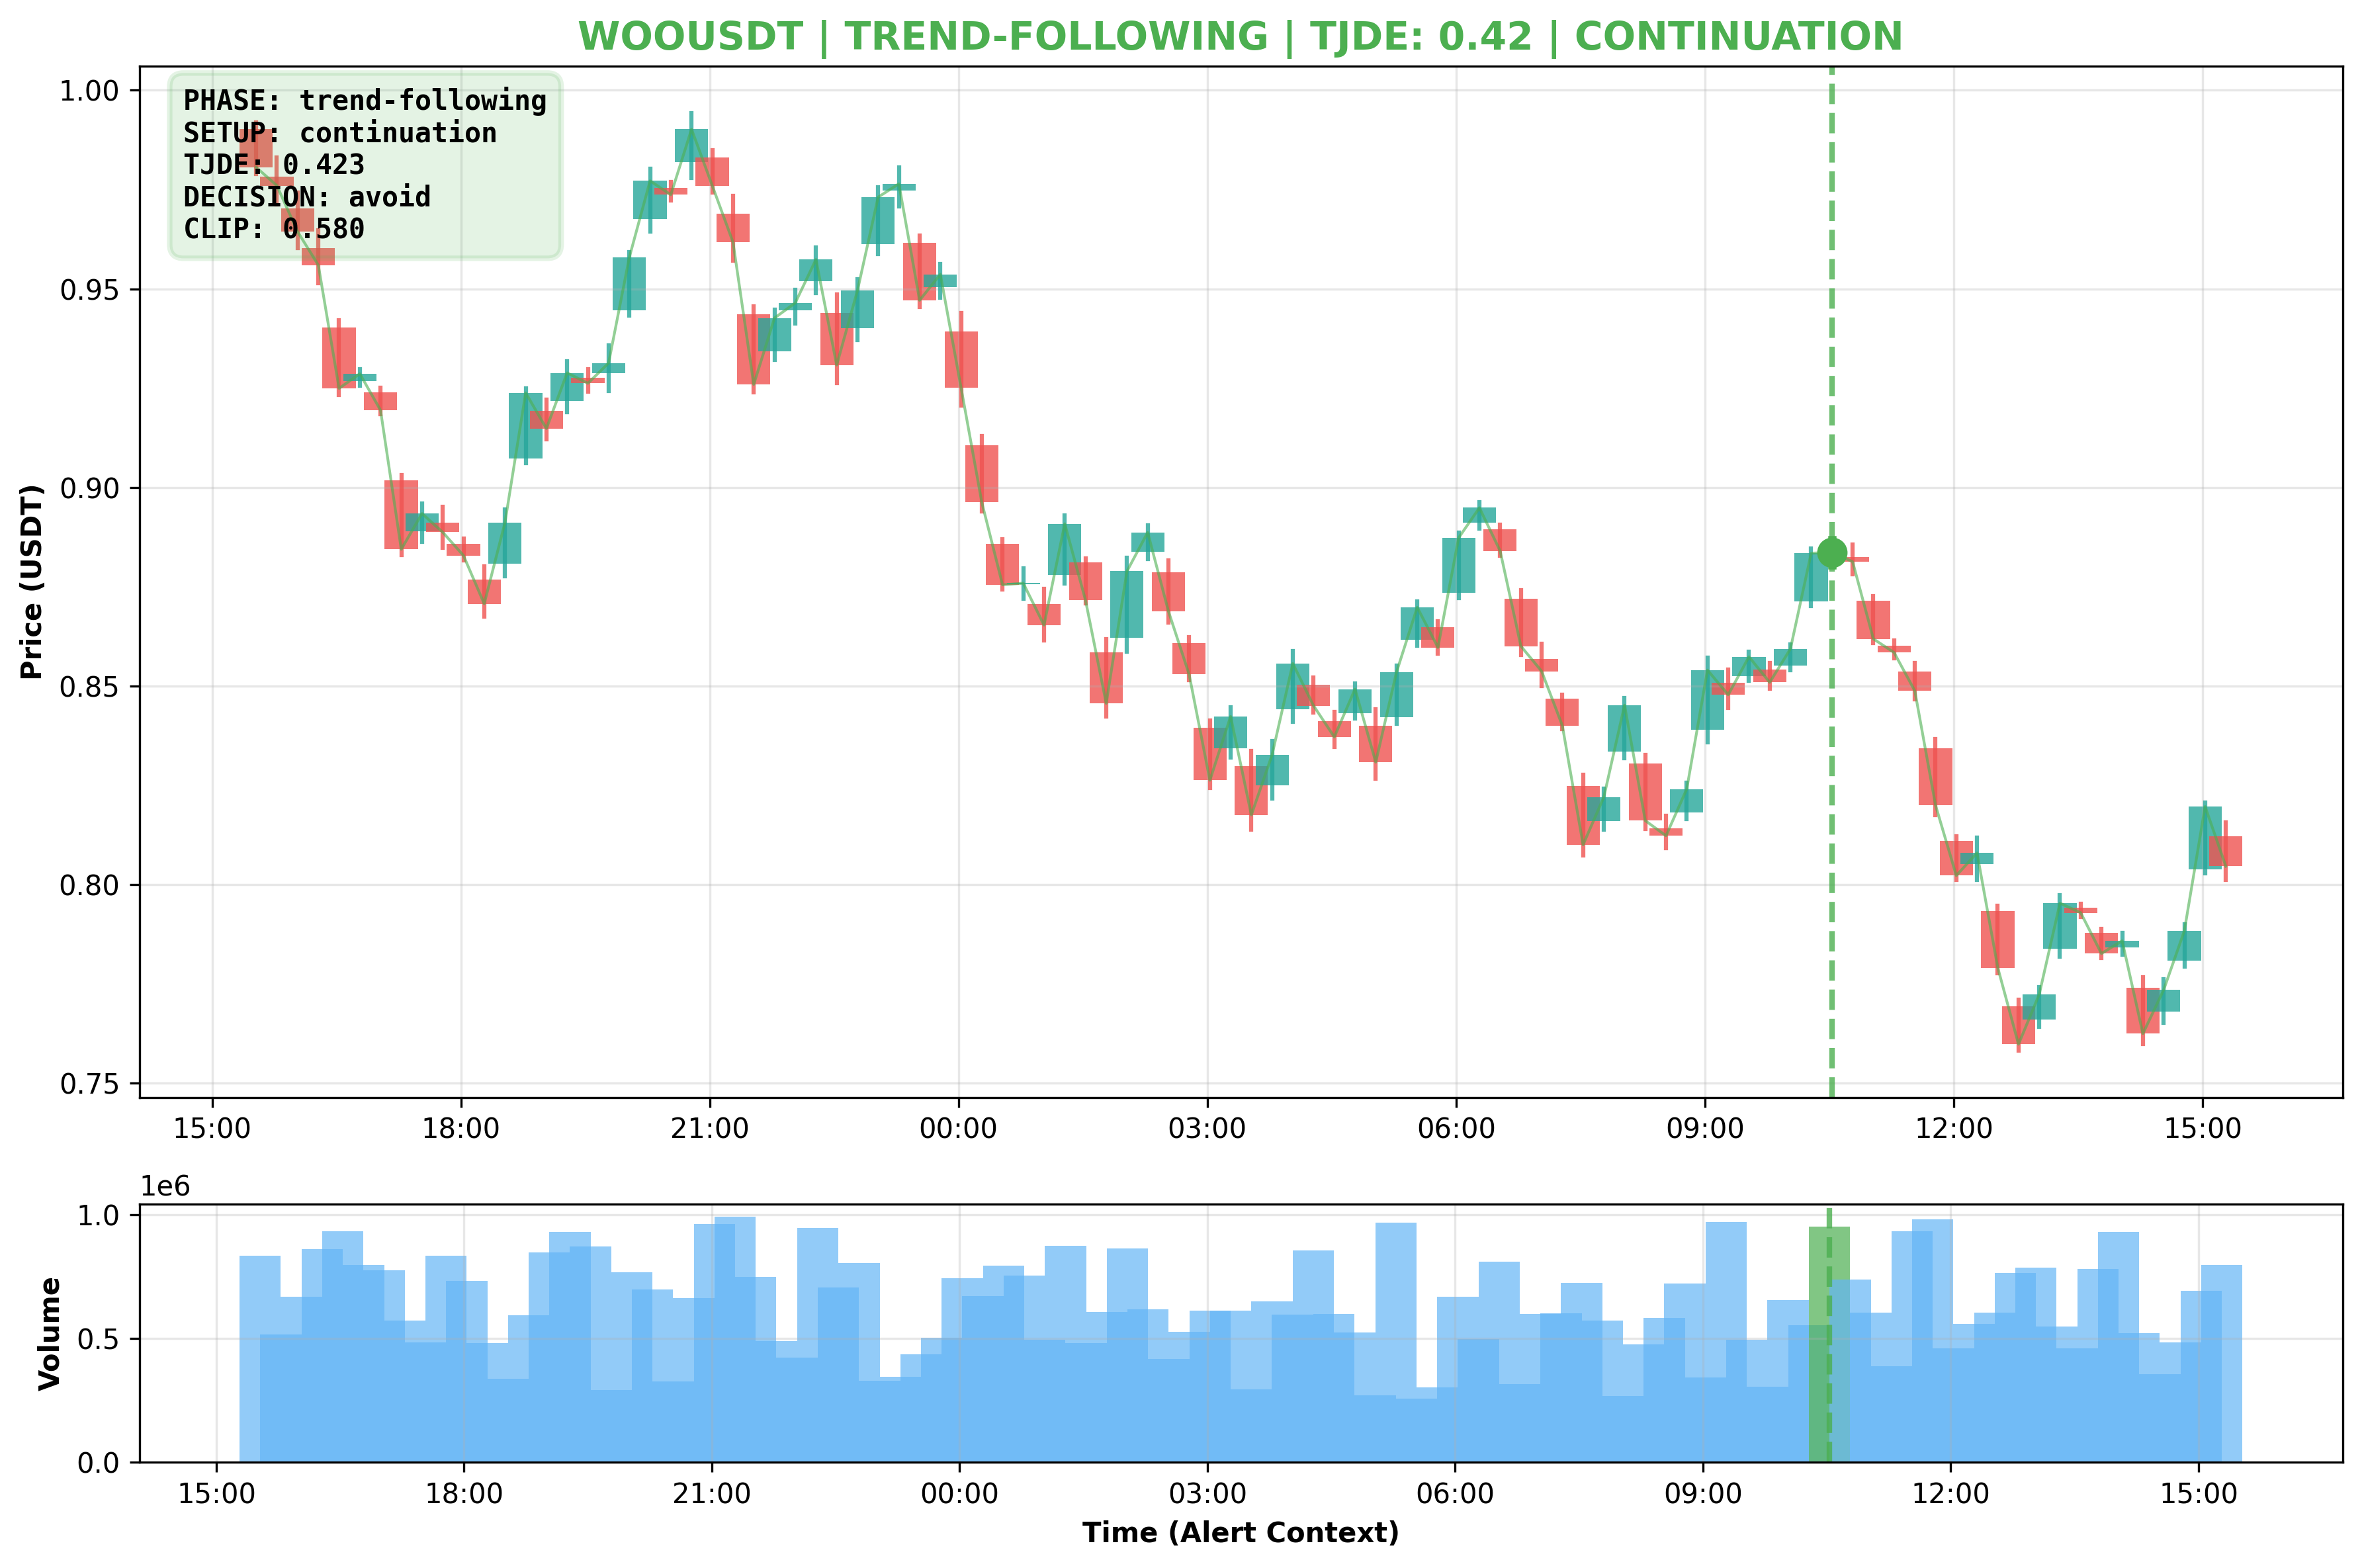 WOOUSDT | TREND-FOLLOWING | TJDE: 0.42 | CONTINUATION
PHASE: trend-following
SETUP: continuation
TJDE: 0.423
DECISION: avoid
CLIP: 0.580
Price (USDT)
1.00
0.95
0.90
0.85
0.80
0.75
15:00 18:00 21:00 00:00 03:00 06:00 09:00 12:00 15:00
1e6
Volume
1.0
0.5
0.0
15:00 18:00 21:00 00:00 03:00 06:00 09:00 12:00 15:00
Time (Alert Context)